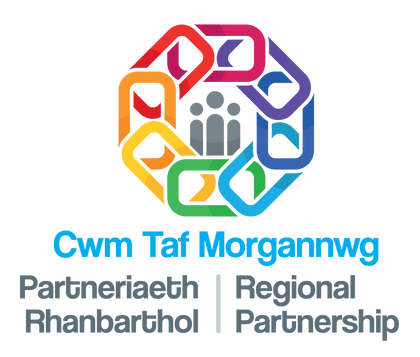 Cwm Taf Morgannwg
Partneriaeth
Rhanbarthol
Regional
Partnership